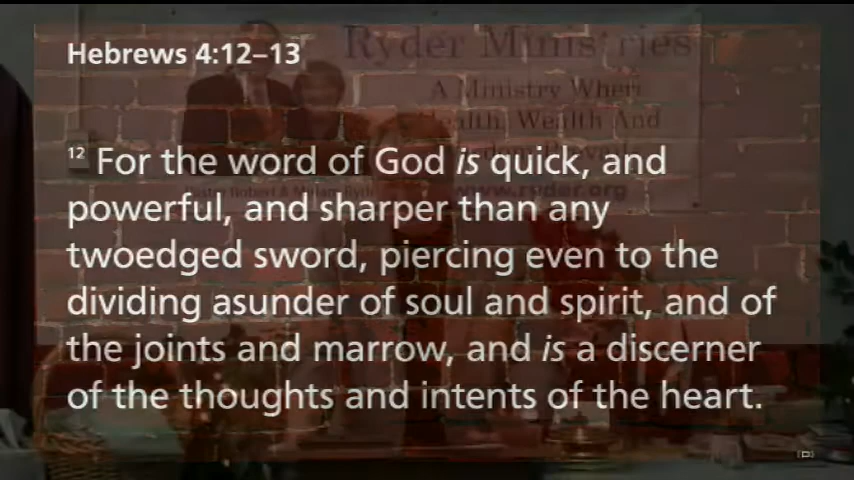 Ryder Ministries
A Ministry Where
Health, Wealth And
www.ryder.org
Hebrews 4:12–13
12 For the word of God is quick, and
powerful, and sharper than any
twoedged sword, piercing even to the
dividing asunder of soul and spirit, and of
the joints and marrow, and is a discerner
of the thoughts and intents of the heart.